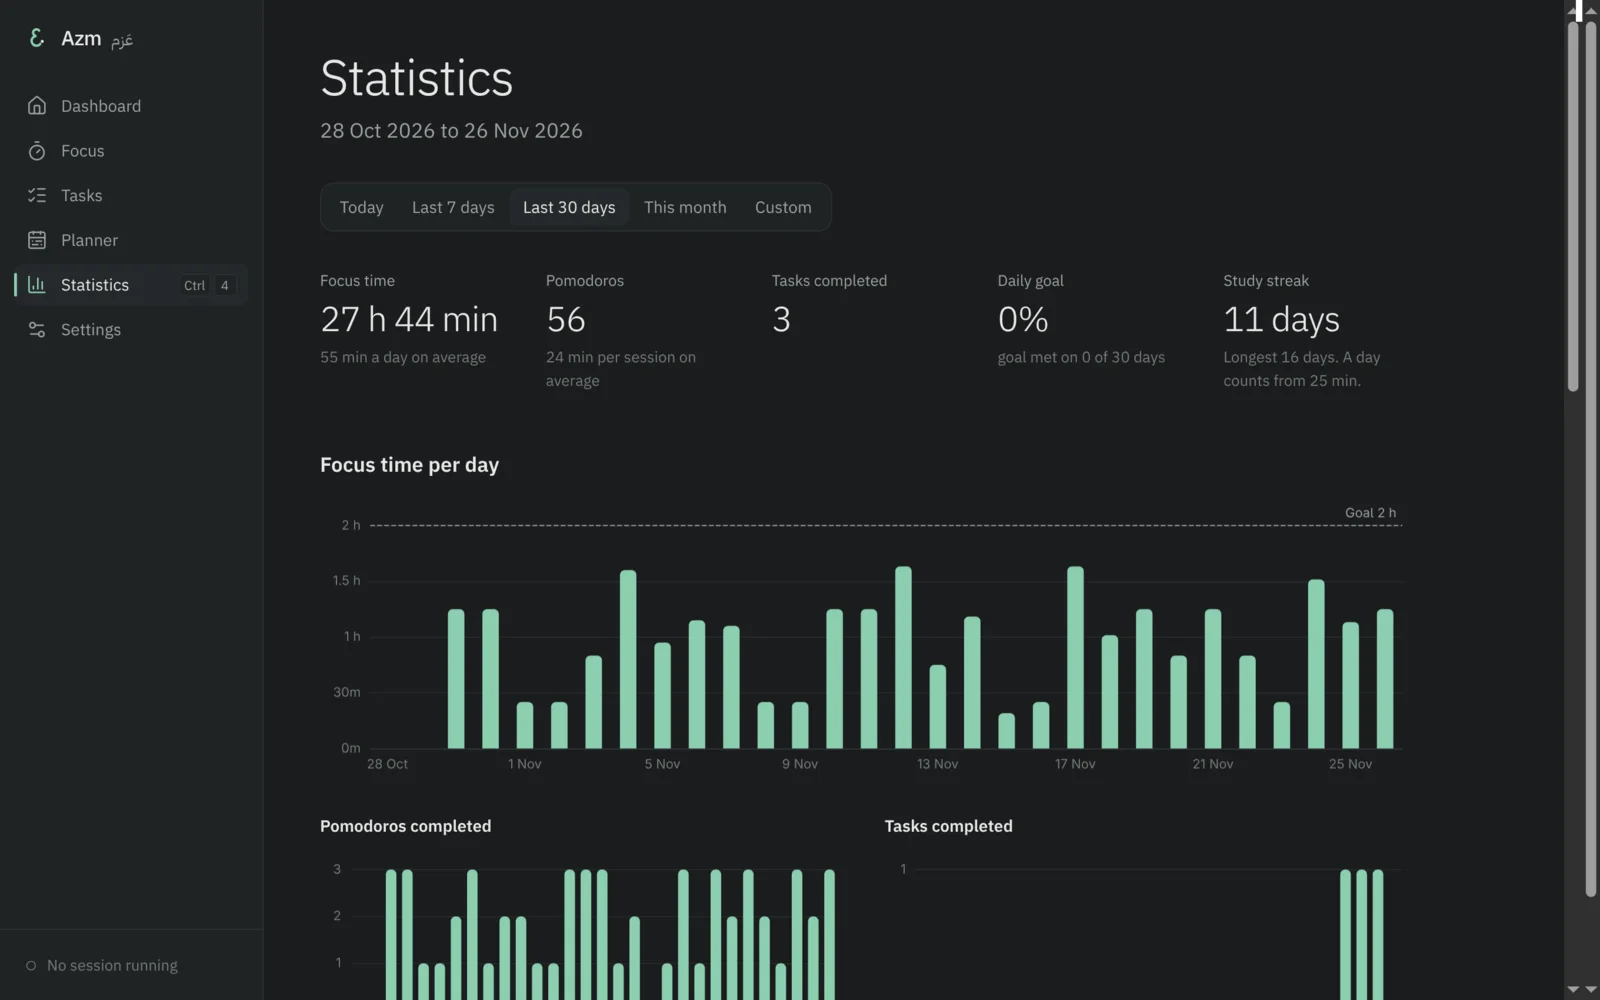 Azm عَزم
Dashboard
Focus
Tasks
Planner
Statistics Ctrl 4
Settings
No session running
Statistics
28 Oct 2026 to 26 Nov 2026
Today Last 7 days Last 30 days This month Custom
Focus time
27 h 44 min
55 min a day on average
Pomodoros
56
24 min per session on
average
Tasks completed
3
Daily goal
0%
goal met on 0 of 30 days
Study streak
11 days
Longest 16 days. A day
counts from 25 min.
Focus time per day
Goal 2 h
2 h
1.5 h
1 h
30m
0m
28 Oct 1 Nov 5 Nov 9 Nov 13 Nov 17 Nov 21 Nov 25 Nov
Pomodoros completed
3
2
1
Tasks completed
1